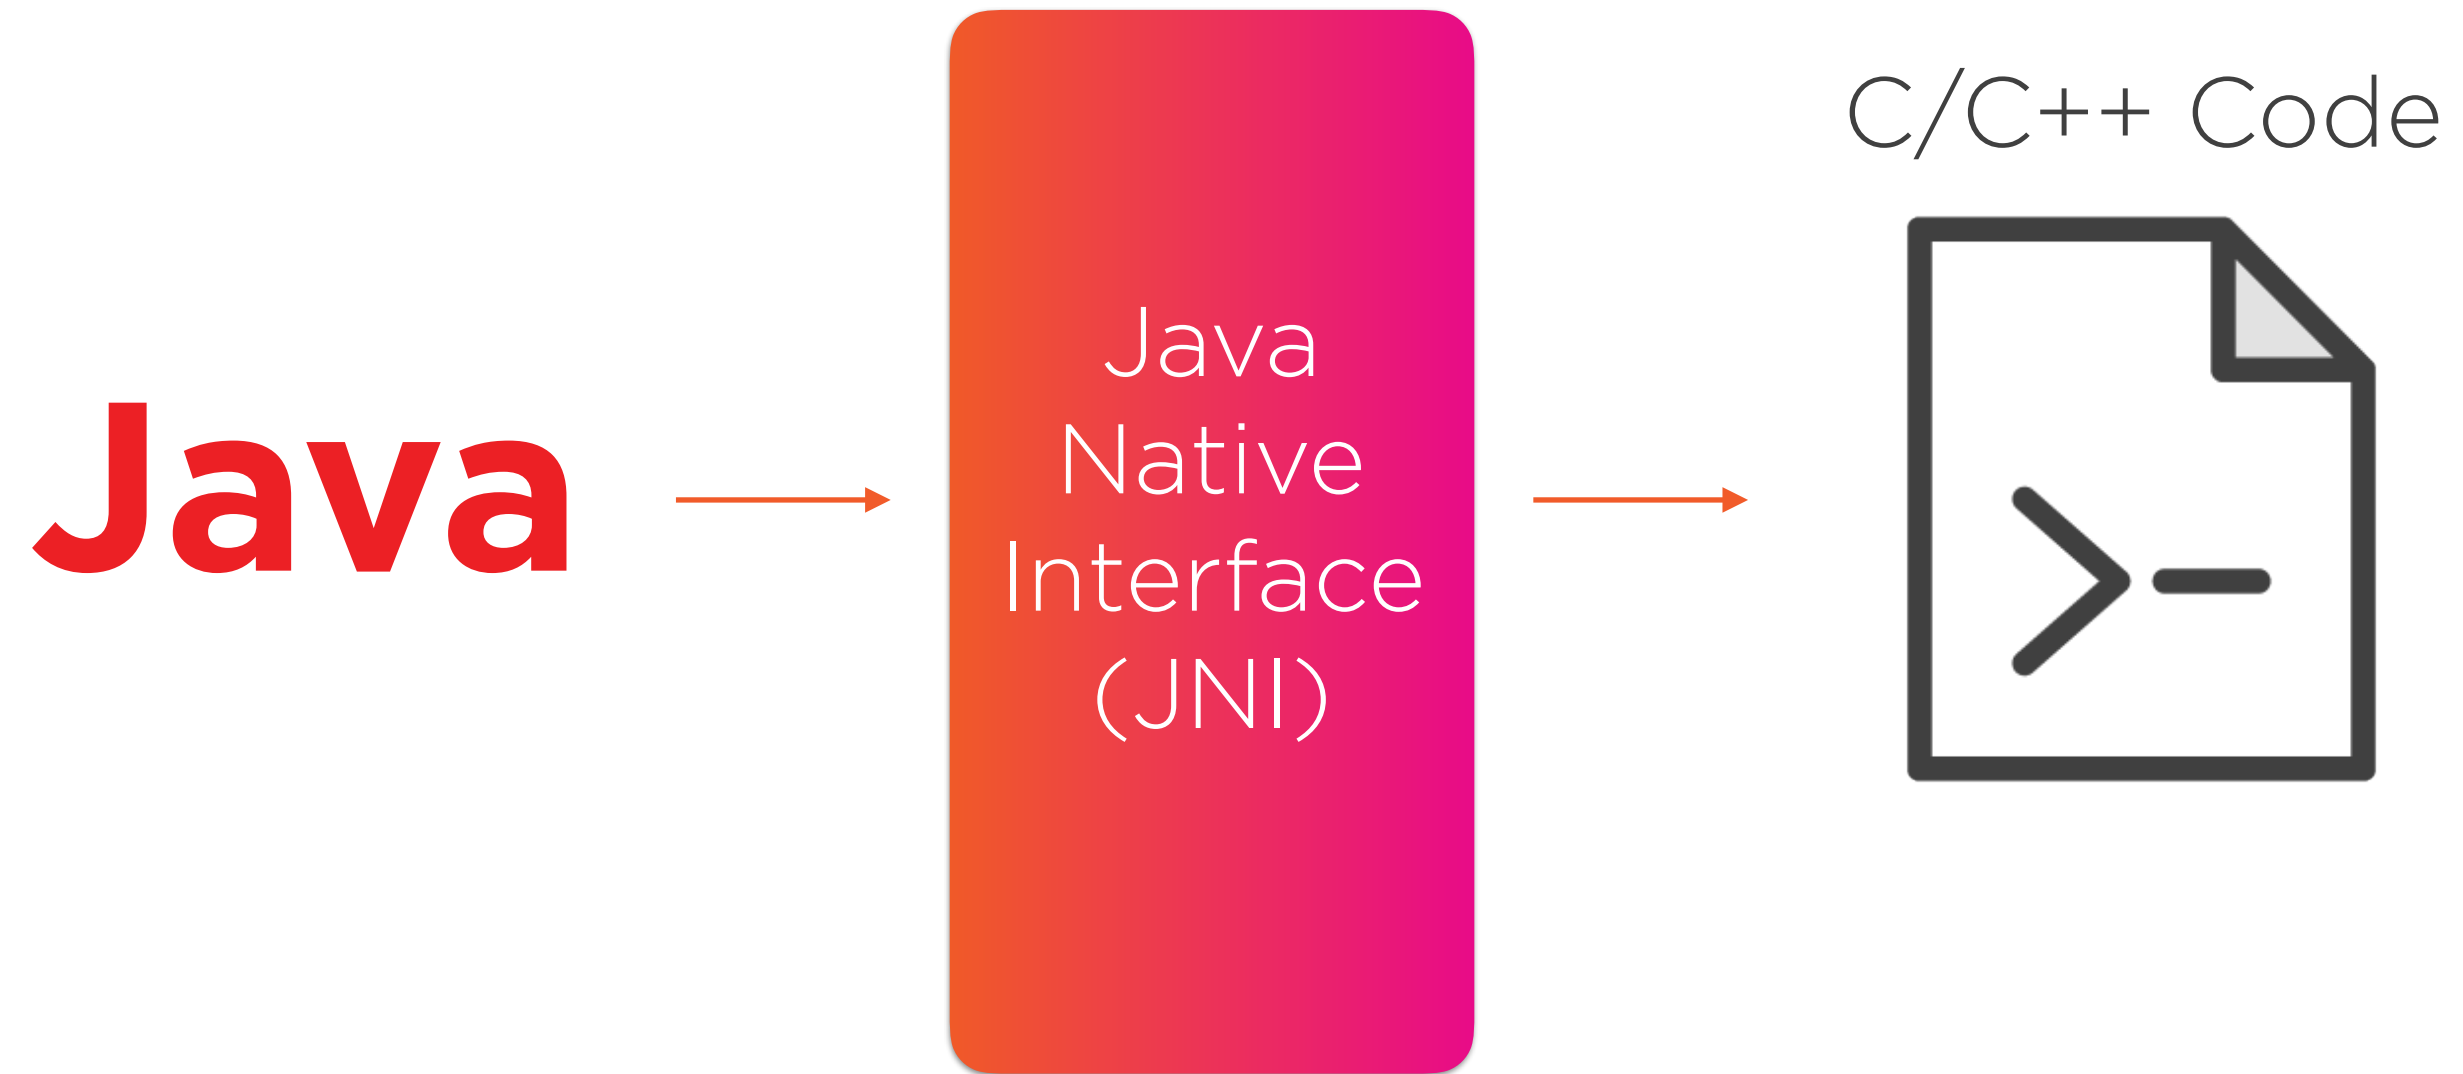 Java
Java
Native
Interface
(JNI)
C/C++ Code